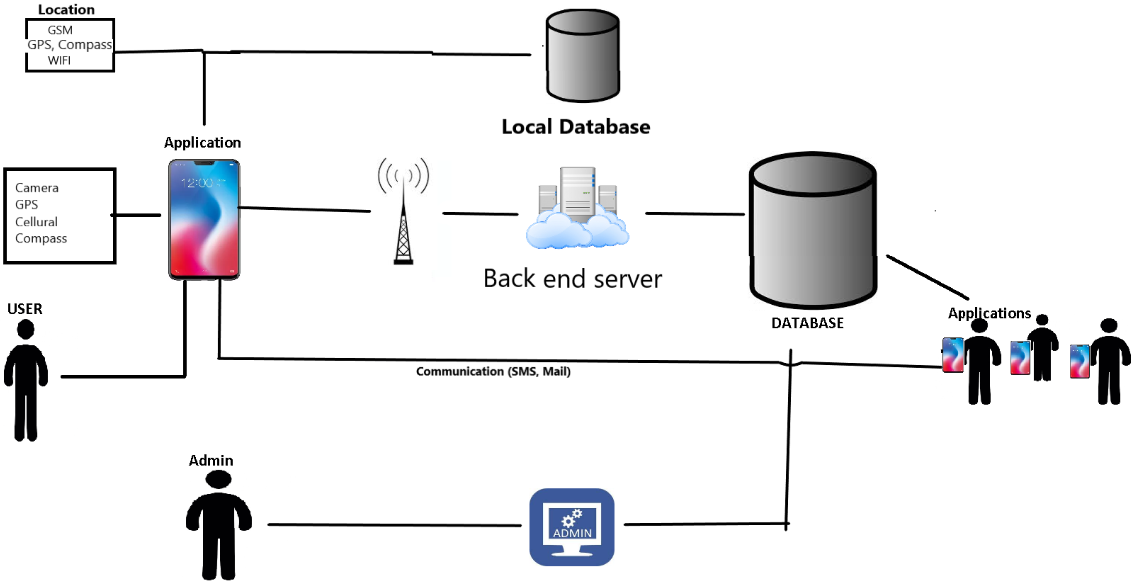 Location
GSM
GPS, Compass
WIFI
Local Database
Application
12:00
Camera
GPS
Cellural
Compass
Back end server
USER
DATABASE
Applications
Communication (SMS, Mail)
Admin
ADMIN